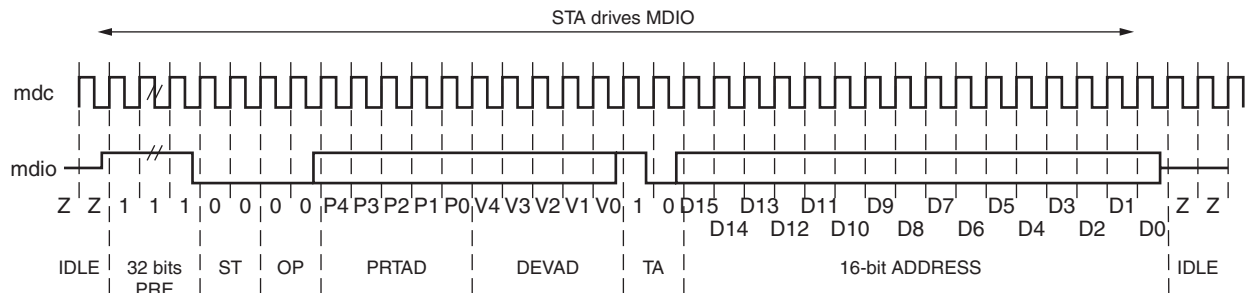 STA drives MDIO
mdc
mdio
Z Z 1 1 1 0 0 0 0 P4 P3 P2 P1 P0 V4 V3 V2 V1 V0 1 0 D15 D13 D11 D9 D7 D5 D3 D1 Z Z
D14 D12 D10 D8 D6 D4 D2 D0
IDLE 32 bits ST OP PRTAD DEVAD TA 16-bit ADDRESS IDLE
PRE